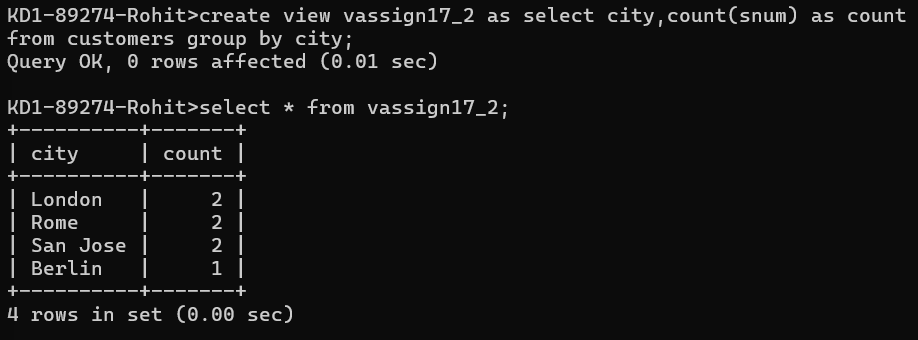 KD1-89274-Rohit>create view vassign17_2 as select city,count(snum) as count
from customers group by city;
Query OK, 0 rows affected (0.01 sec)

KD1-89274-Rohit>select * from vassign17_2;
+----------+-------+
| city     | count |
+----------+-------+
| London   |     2 |
| Rome     |     2 |
| San Jose |     2 |
| Berlin   |     1 |
+----------+-------+
4 rows in set (0.00 sec)